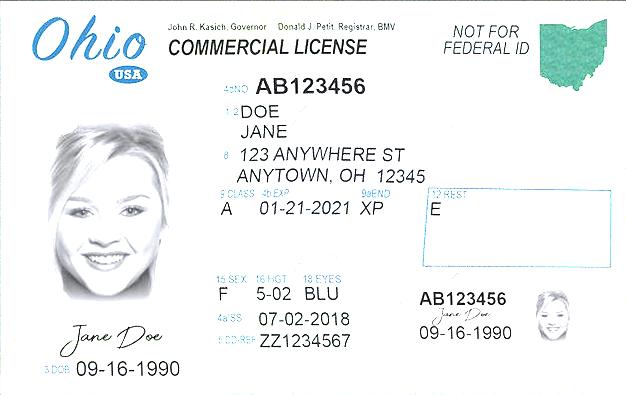 Ohio
USA
John R. Kasich, Governor Donald J. Petit, Registrar, BMV
COMMERCIAL LICENSE
NOT FOR
FEDERAL ID
4dNO AB123456
1 2 DOE
JANE
8 123 ANYWHERE ST
ANYTOWN, OH 12345
9 CLASS 4b EXP 9aEND 12 REST
A 01-21-2021 XP E
15 SEX 16 HGT 18 EYES
F 5-02 BLU
4a ISS 07-02-2018
5 DD-REF ZZ1234567
Jane Doe
3 DOB 09-16-1990
AB123456
Jane Doe
09-16-1990